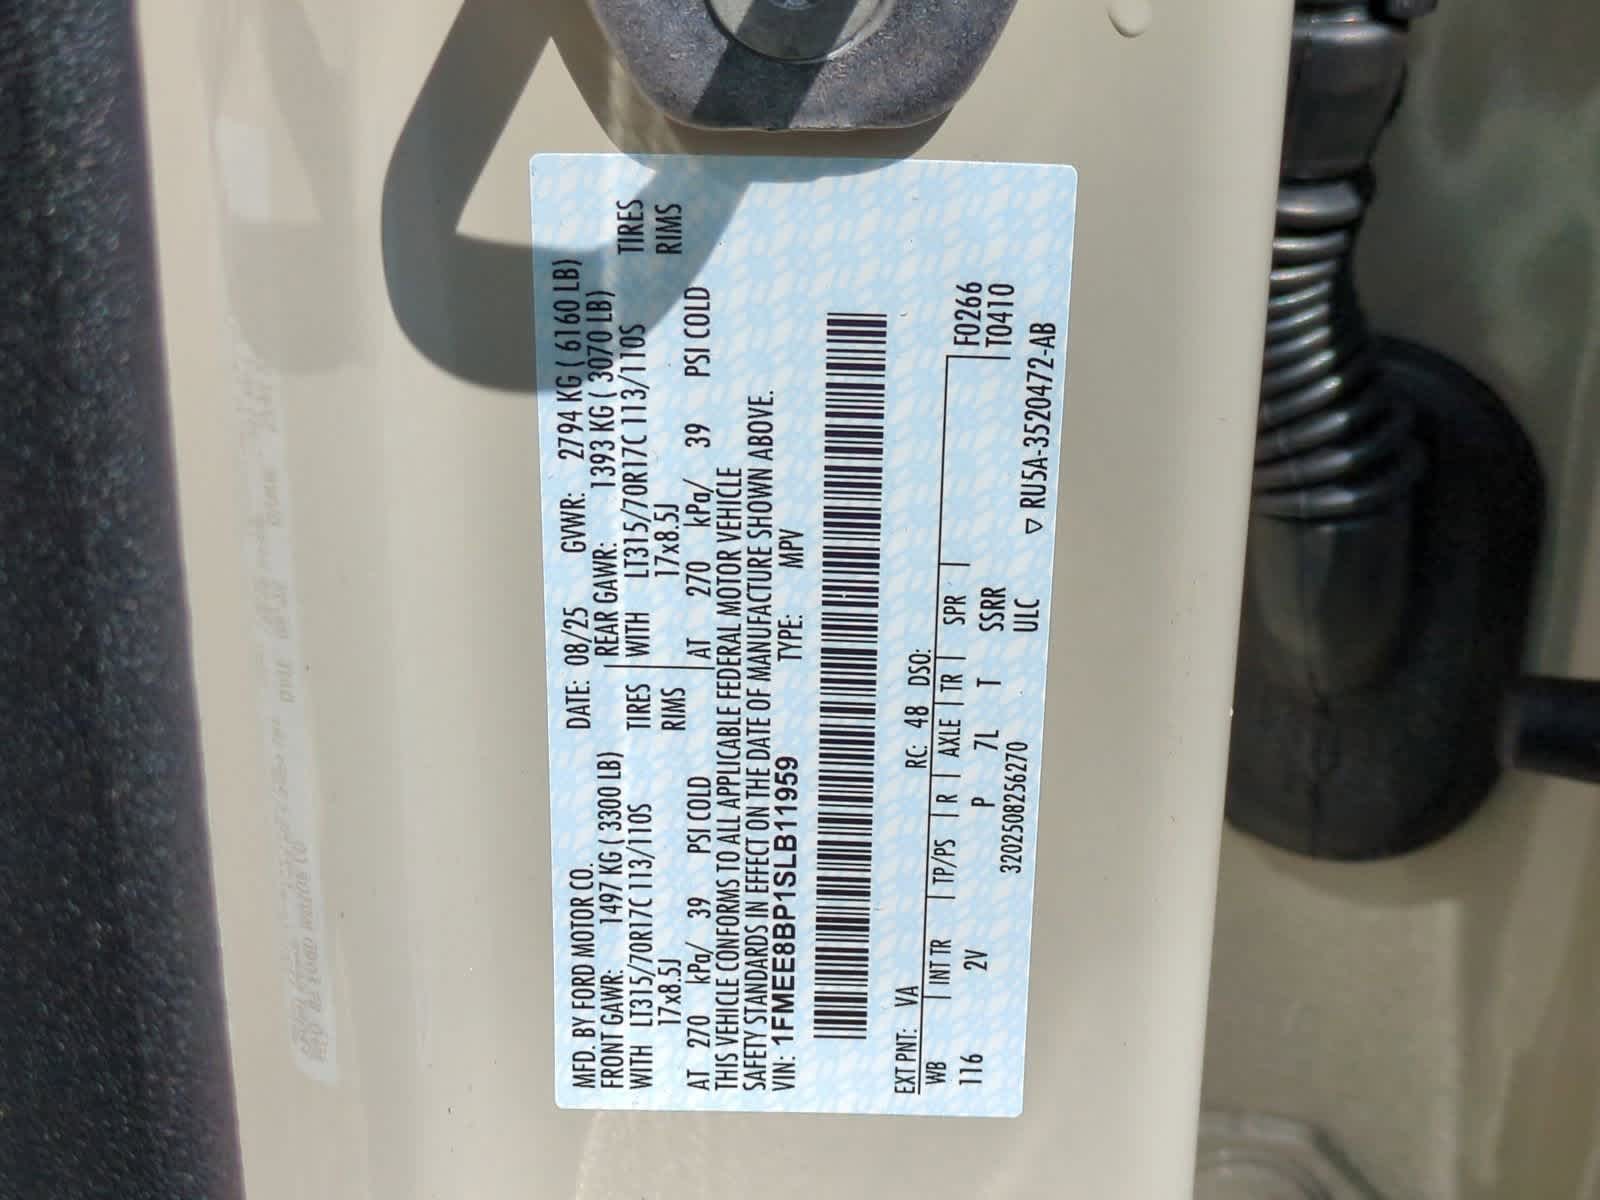 MFD. BY FORD MOTOR CO. DATE: 08/25 GVWR: 2794 KG ( 6160 LB)
FRONT GAWR: 1497 KG ( 3300 LB) REAR GAWR: 1393 KG ( 3070 LB)
WITH LT315/70R17C 113/110S TIRES WITH LT315/70R17C 113/110S TIRES
17x8.5J RIMS 17x8.5J RIMS
AT 270 kPa/ 39 PSI COLD AT 270 kPa/ 39 PSI COLD
THIS VEHICLE CONFORMS TO ALL APPLICABLE FEDERAL MOTOR VEHICLE
SAFETY STANDARDS IN EFFECT ON THE DATE OF MANUFACTURE SHOWN ABOVE.
VIN: 1FMEE8BP1SLB11959 TYPE: MPV
EXT PNT: VA RC: 48 DSO:
WB INT TR TP/PS R AXLE TR SPR F0266
116 2V P 7L T SSRR T0410
3202508256270 ULC ▽ RU5A-3520472-AB